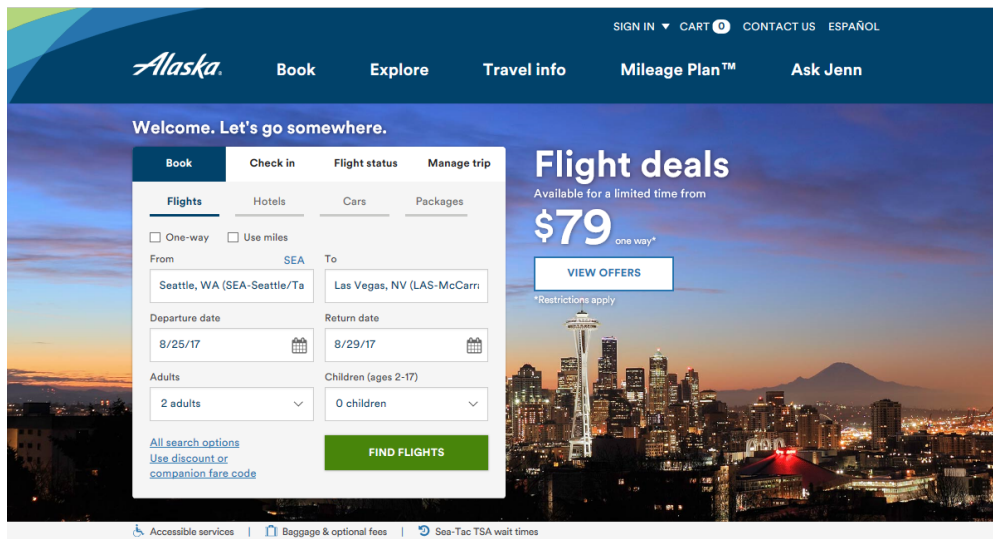 SIGN IN ▼ CART 0 CONTACT US ESPAÑOL
Alaska. Book Explore Travel info Mileage Plan™ Ask Jenn
Welcome. Let's go somewhere.
Book Check in Flight status Manage trip
Flights Hotels Cars Packages
One-way Use miles
From SEA To
Seattle, WA (SEA-Seattle/Ta Las Vegas, NV (LAS-McCarra
Departure date Return date
8/25/17 8/29/17
Adults Children (ages 2-17)
2 adults 0 children
All search options
Use discount or
companion fare code
FIND FLIGHTS
Flight deals
Available for a limited time from
$79 one way*
VIEW OFFERS
*Restrictions apply
Accessible services | Baggage & optional fees | Sea-Tac TSA wait times